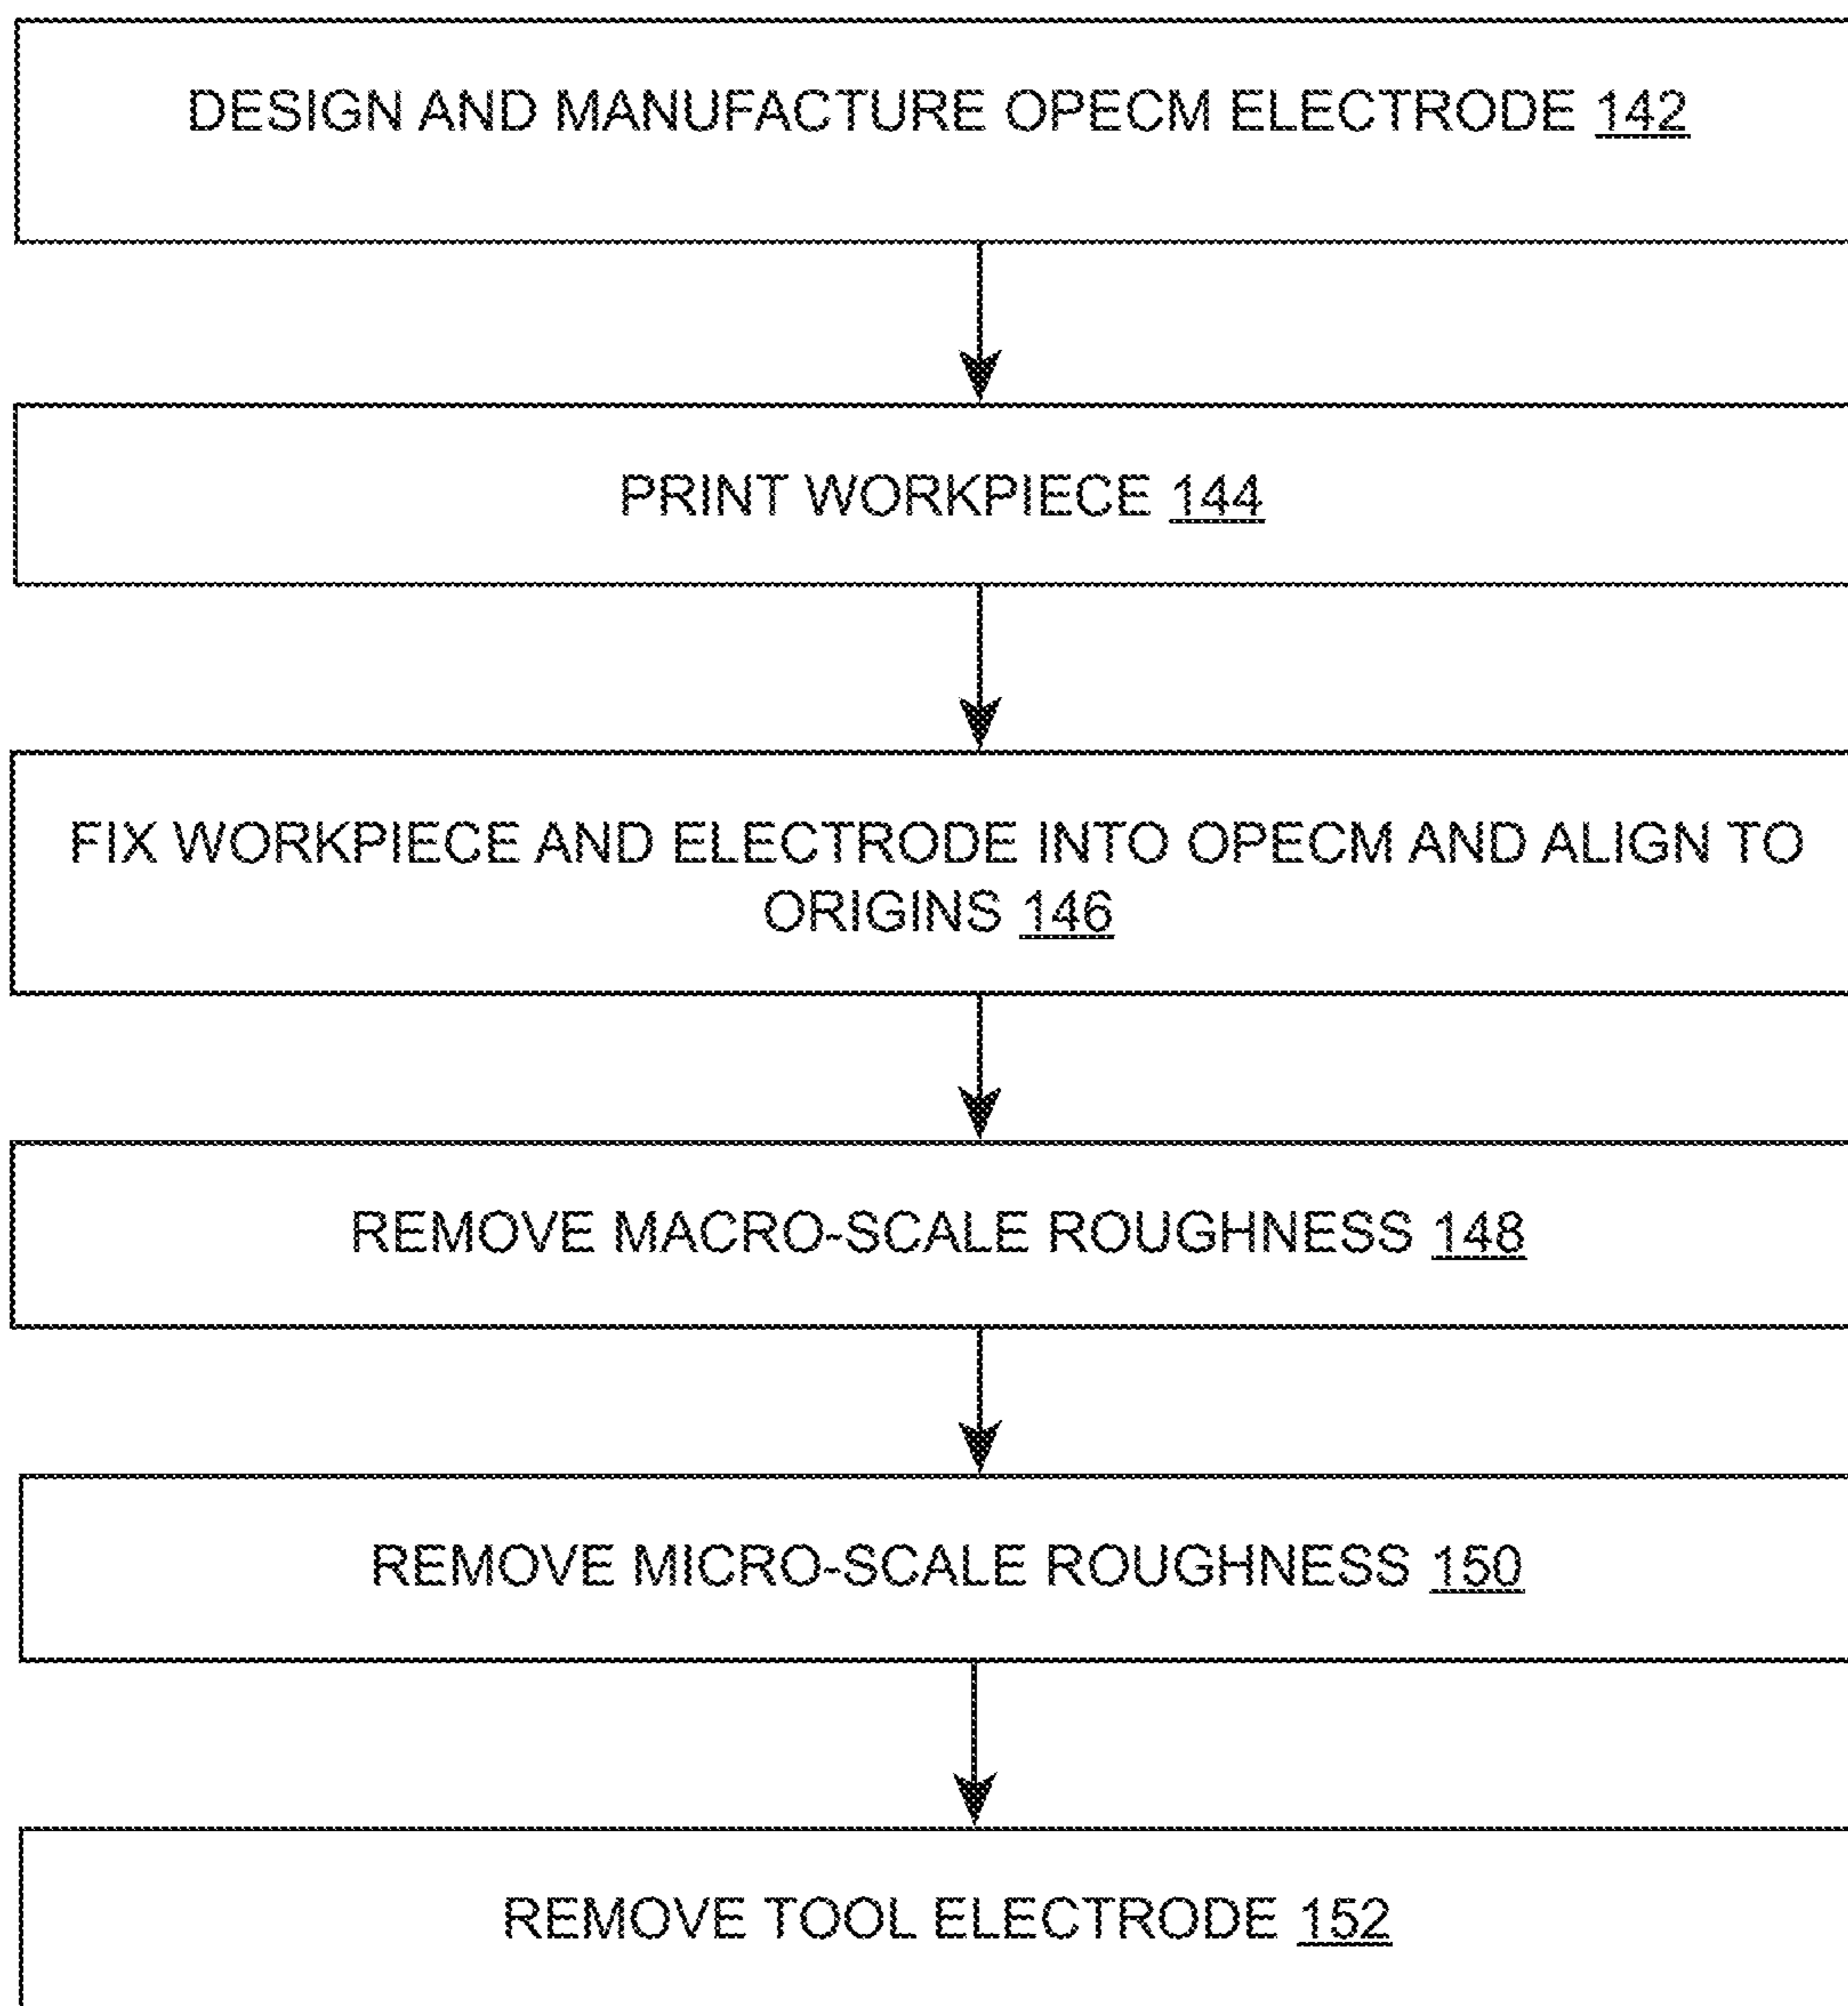 DESIGN AND MANUFACTURE OPECM ELECTRODE 142
PRINT WORKPIECE 144
FIX WORKPIECE AND ELECTRODE INTO OPECM AND ALIGN TO
ORIGINS 146
REMOVE MACRO-SCALE ROUGHNESS 148
REMOVE MICRO-SCALE ROUGHNESS 150
REMOVE TOOL ELECTRODE 152